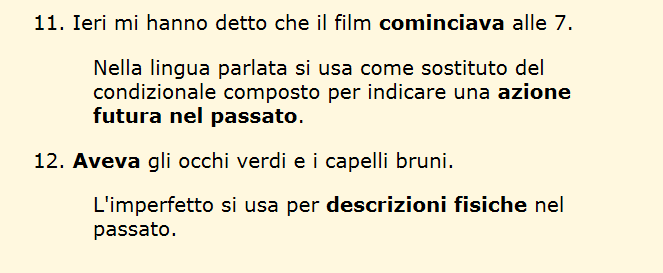 11. Ieri mi hanno detto che il film cominciava alle 7.
Nella lingua parlata si usa come sostituto del
condizionale composto per indicare una azione
futura nel passato.
12. Aveva gli occhi verdi e i capelli bruni.
L'imperfetto si usa per descrizioni fisiche nel
passato.